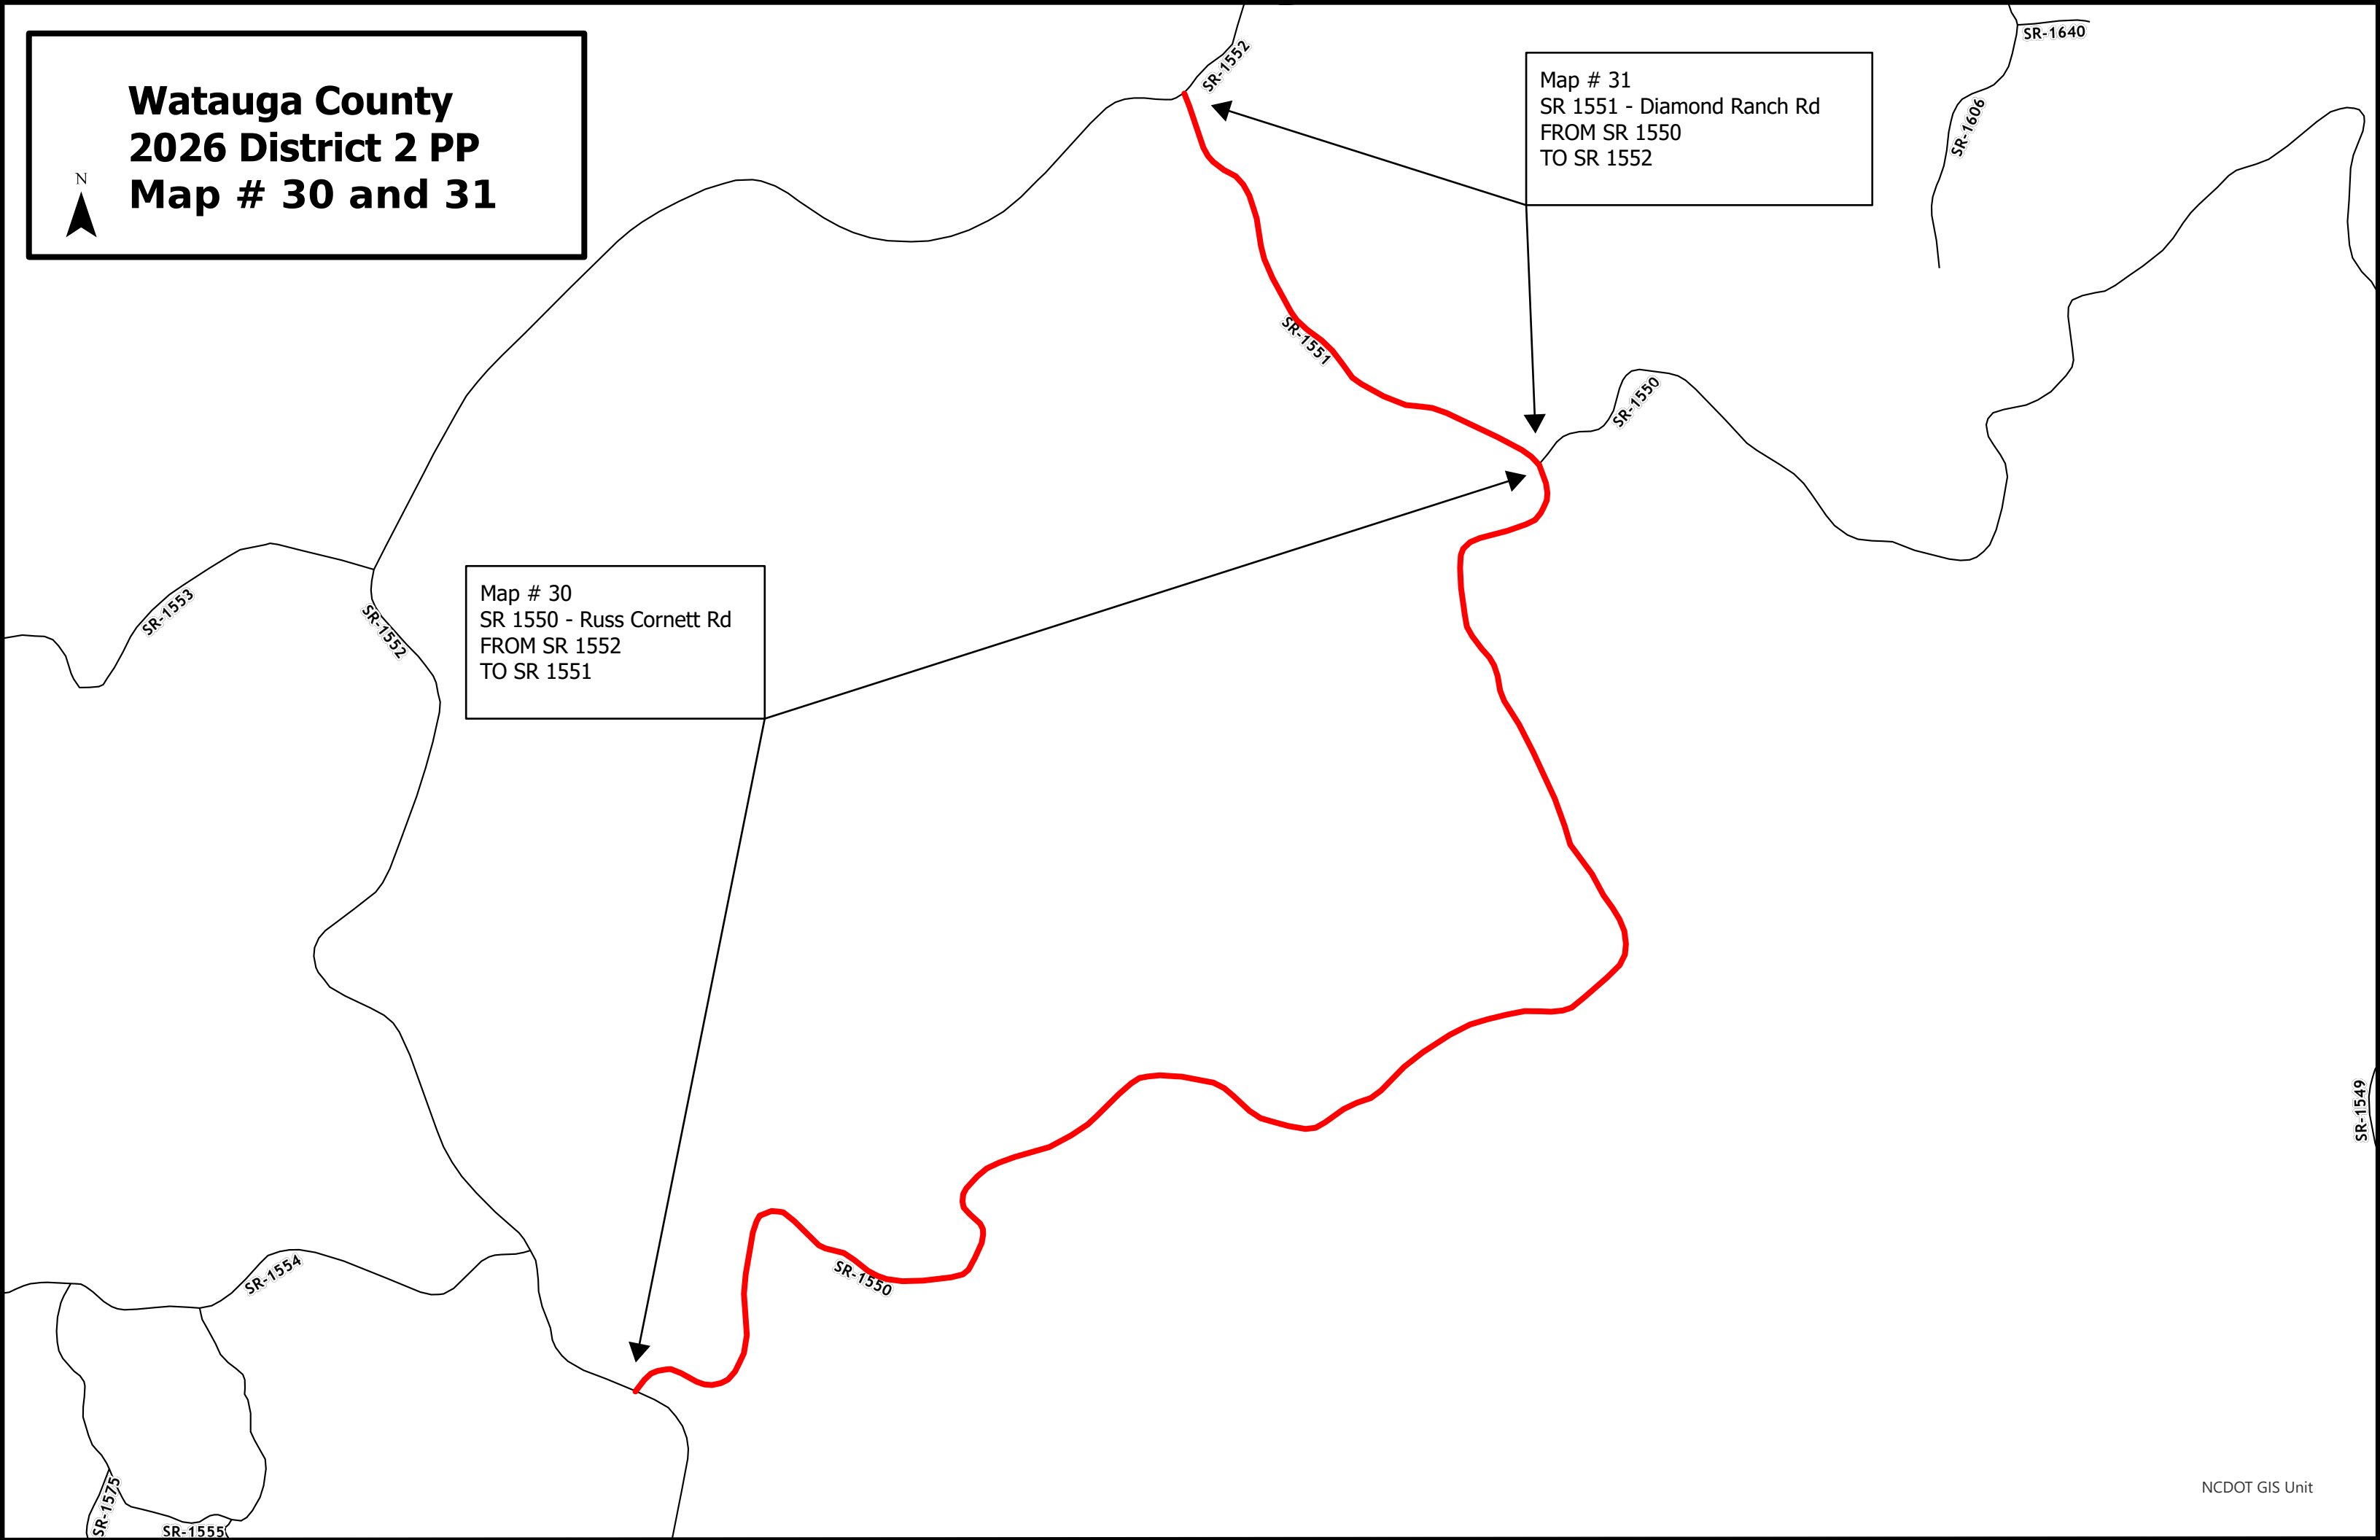 Watauga County
2026 District 2 PP
Map # 30 and 31
N
SR-1552
Map # 31
SR 1551 - Diamond Ranch Rd
FROM SR 1550
TO SR 1552
SR-1640
SR-1606
SR-1551
SR-1550
SR-1553
SR-1552
Map # 30
SR 1550 - Russ Cornett Rd
FROM SR 1552
TO SR 1551
SR-1549
SR-1554
SR-1550
SR-1575
SR-1555
NCDOT GIS Unit